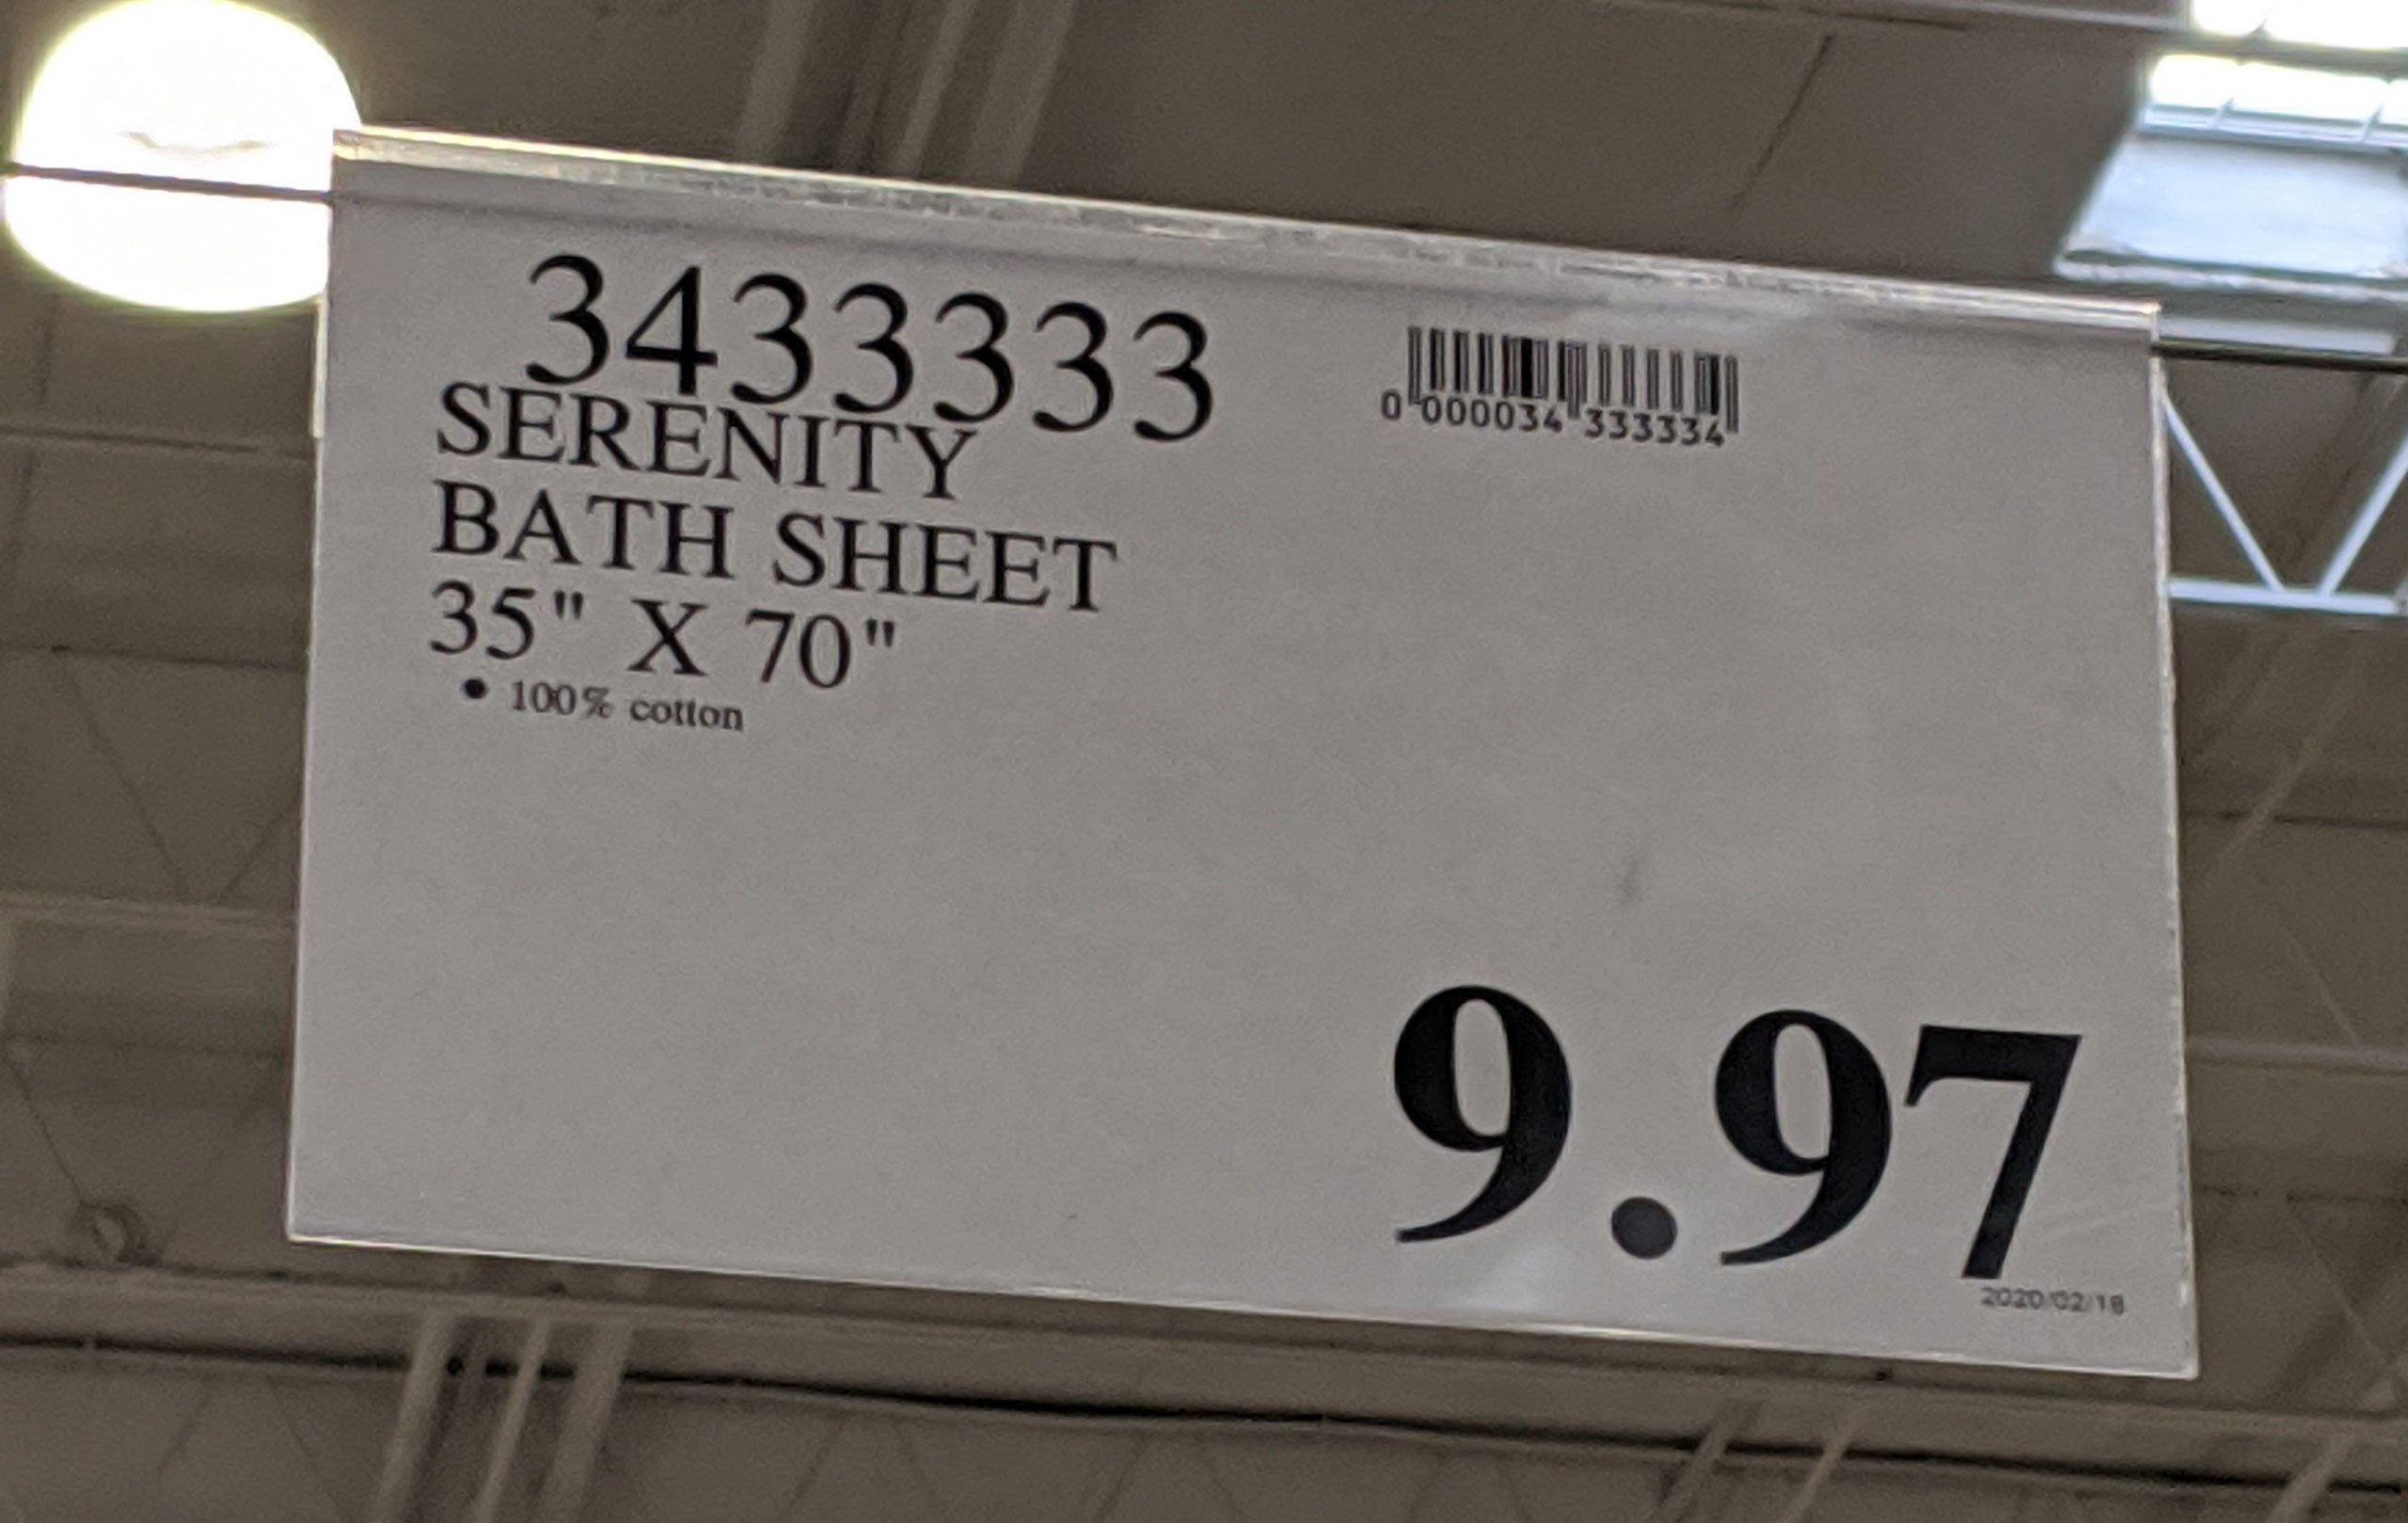 3433333
0 000034 333334
SERENITY
BATH SHEET
35" X 70"
• 100% cotton
9.97
2020/02/18